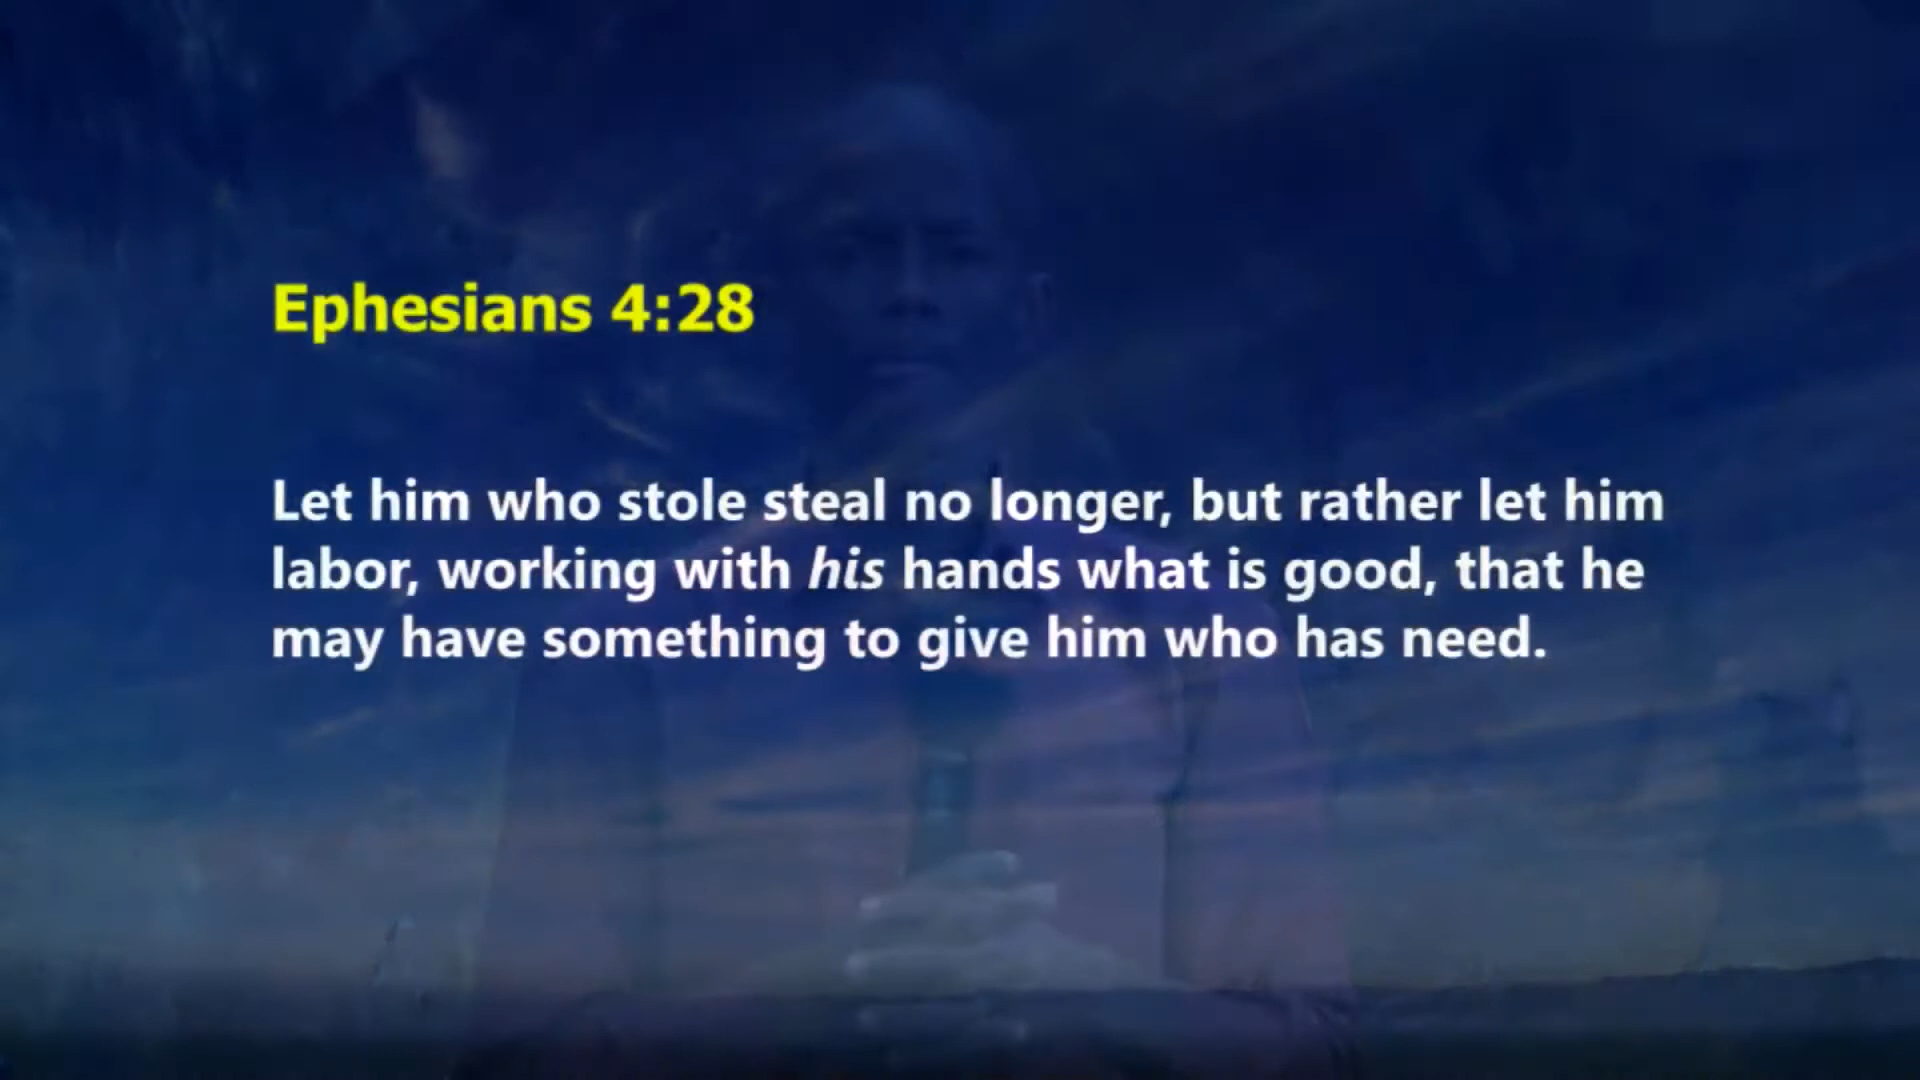 Ephesians 4:28
Let him who stole steal no longer, but rather let him
labor, working with his hands what is good, that he
may have something to give him who has need.